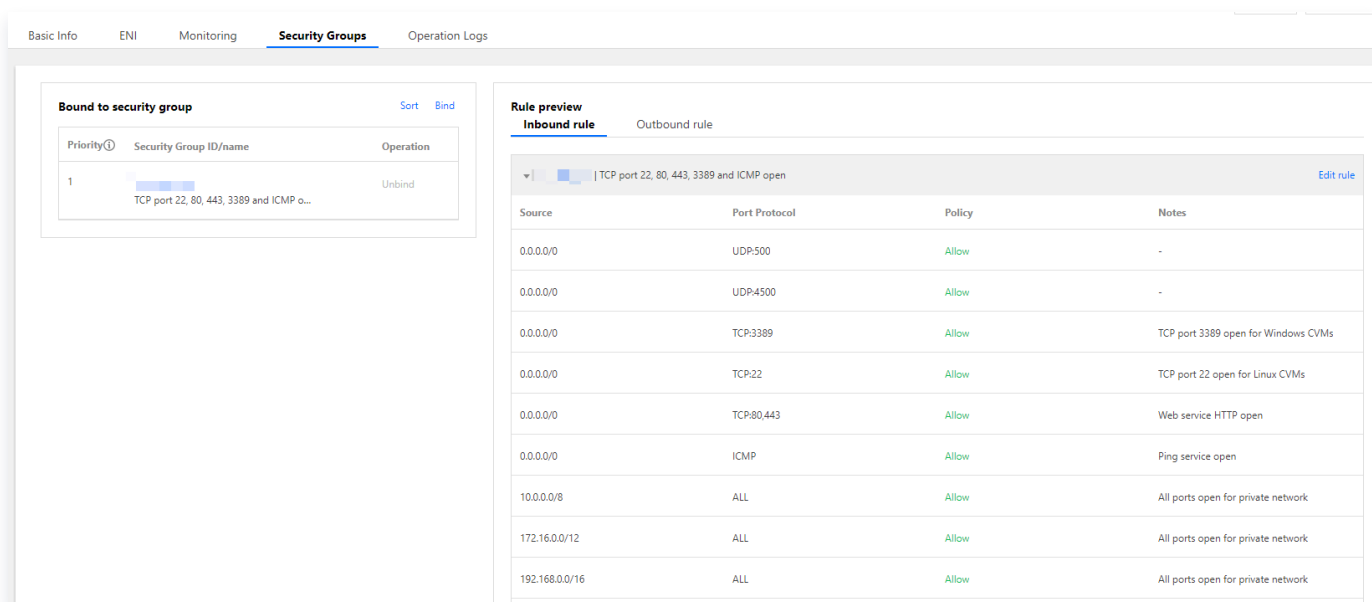 Basic Info ENI Monitoring Security Groups Operation Logs
Bound to security group Sort Bind
Priority Security Group ID/name Operation
1 Unbind
TCP port 22, 80, 443, 3389 and ICMP o...
Rule preview
Inbound rule Outbound rule
| TCP port 22, 80, 443, 3389 and ICMP open Edit rule
Source Port Protocol Policy Notes
0.0.0.0/0 UDP:500 Allow -
0.0.0.0/0 UDP:4500 Allow -
0.0.0.0/0 TCP:3389 Allow TCP port 3389 open for Windows CVMs
0.0.0.0/0 TCP:22 Allow TCP port 22 open for Linux CVMs
0.0.0.0/0 TCP:80,443 Allow Web service HTTP open
0.0.0.0/0 ICMP Allow Ping service open
10.0.0.0/8 ALL Allow All ports open for private network
172.16.0.0/12 ALL Allow All ports open for private network
192.168.0.0/16 ALL Allow All ports open for private network